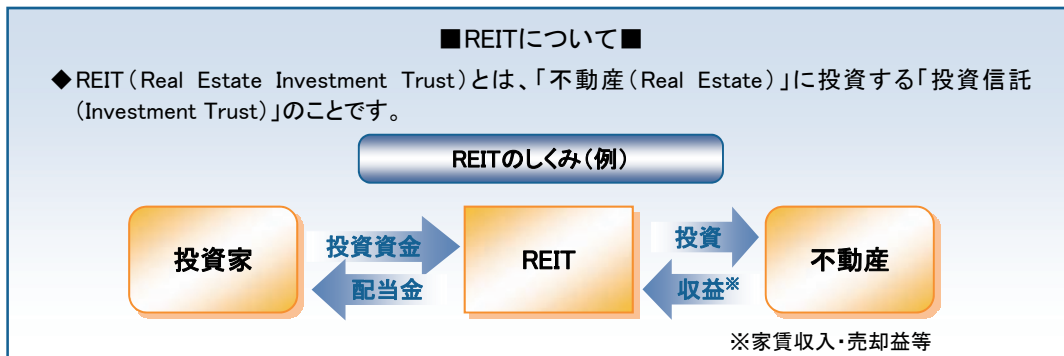 ■REITについて■
◆REIT(Real Estate Investment Trust)とは、「不動産(Real Estate)」に投資する「投資信託
(Investment Trust)」のことです。
REITのしくみ(例)
投資家
投資資金
配当金
REIT
投資
収益※
不動産
※家賃収入・売却益等